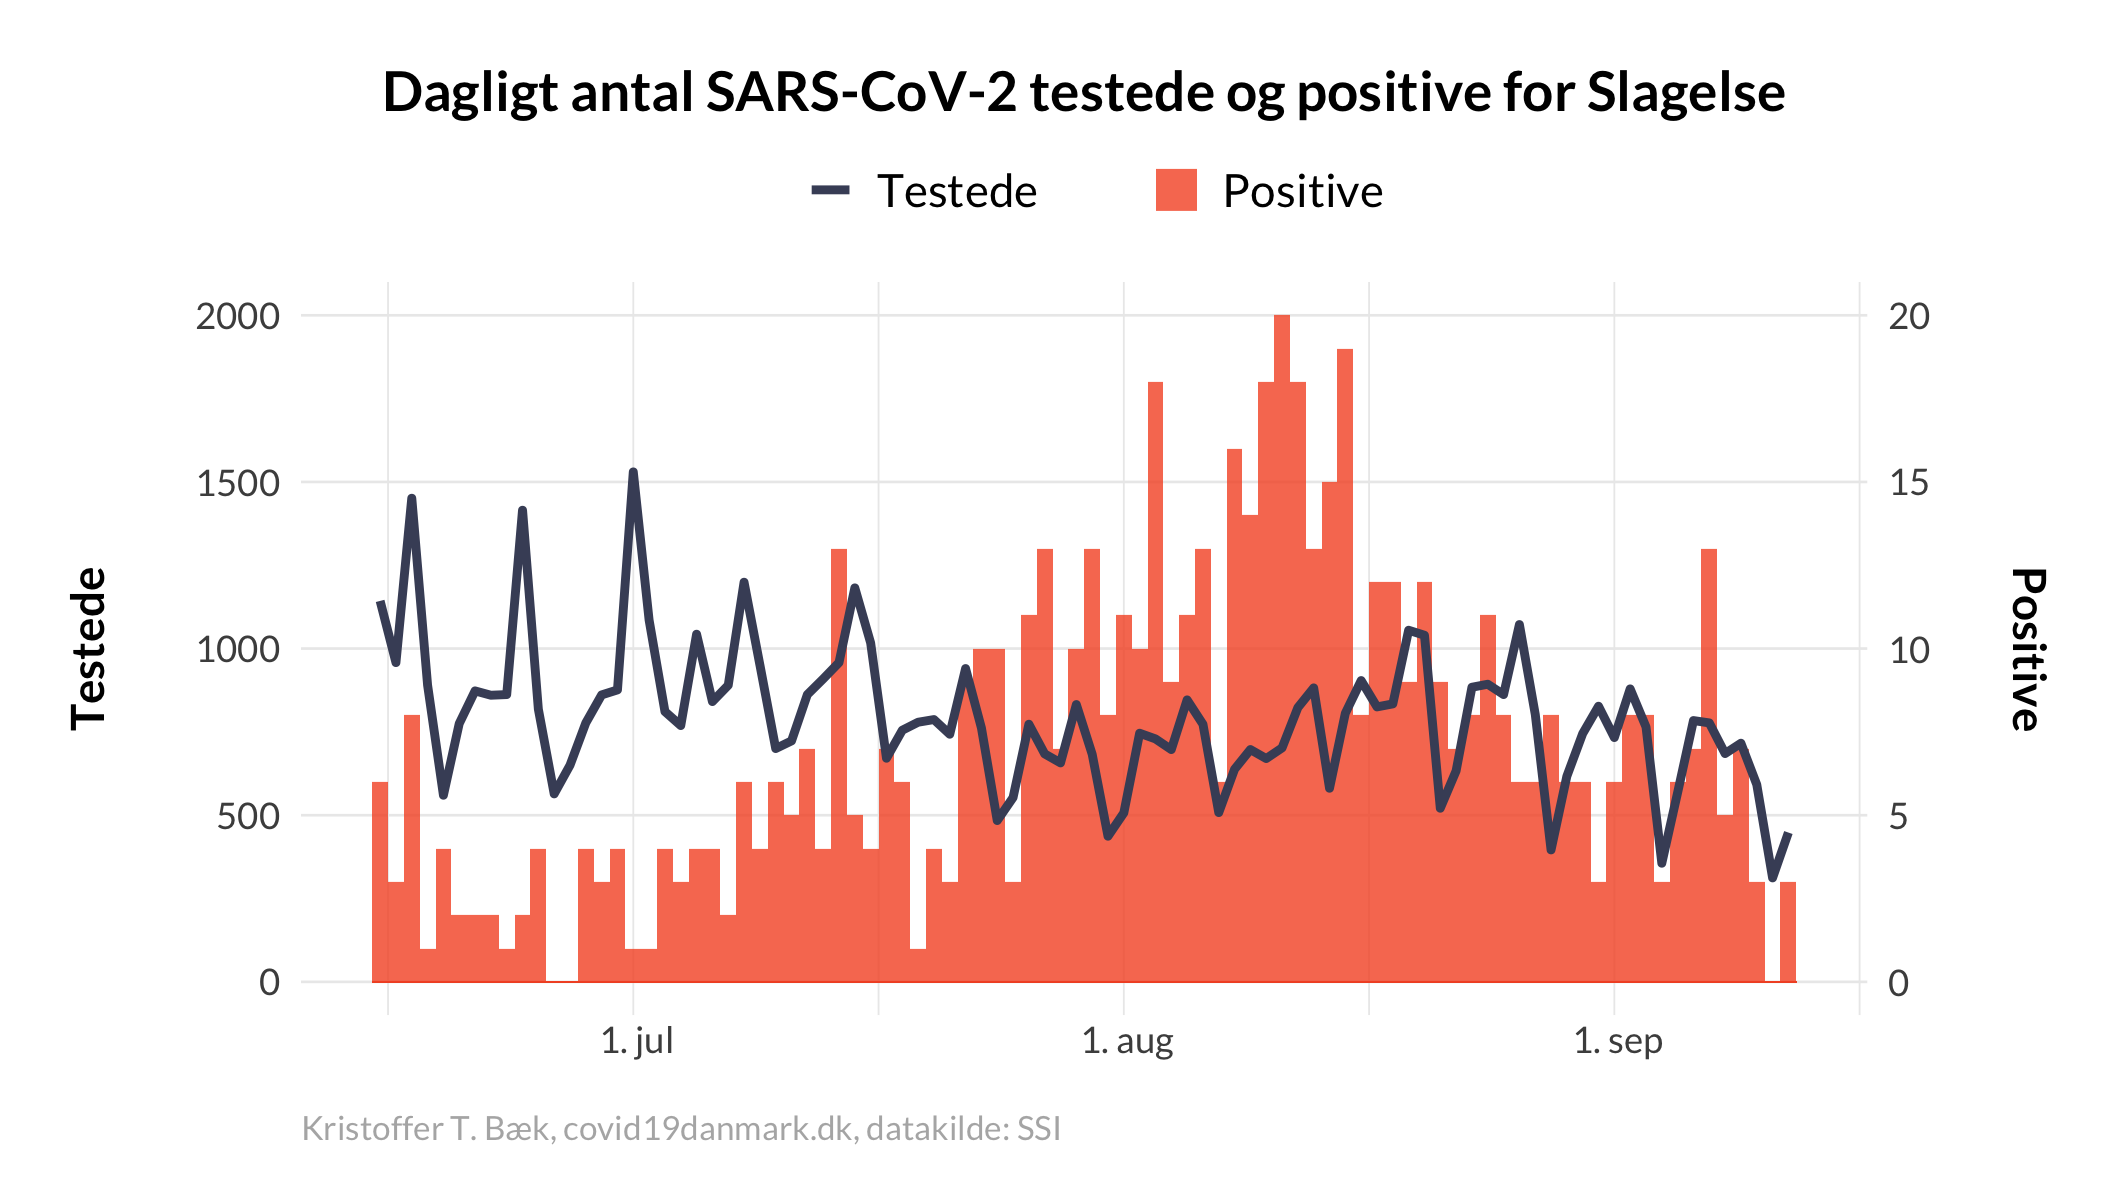 Dagligt antal SARS-CoV-2 testede og positive for Slagelse
Testede
Positive
2000
1500
1000
500
0
Testede
20
15
10
5
0
Positive
1. jul
1. aug
1. sep
Kristoffer T. Bæk, covid19danmark.dk, datakilde: SSI